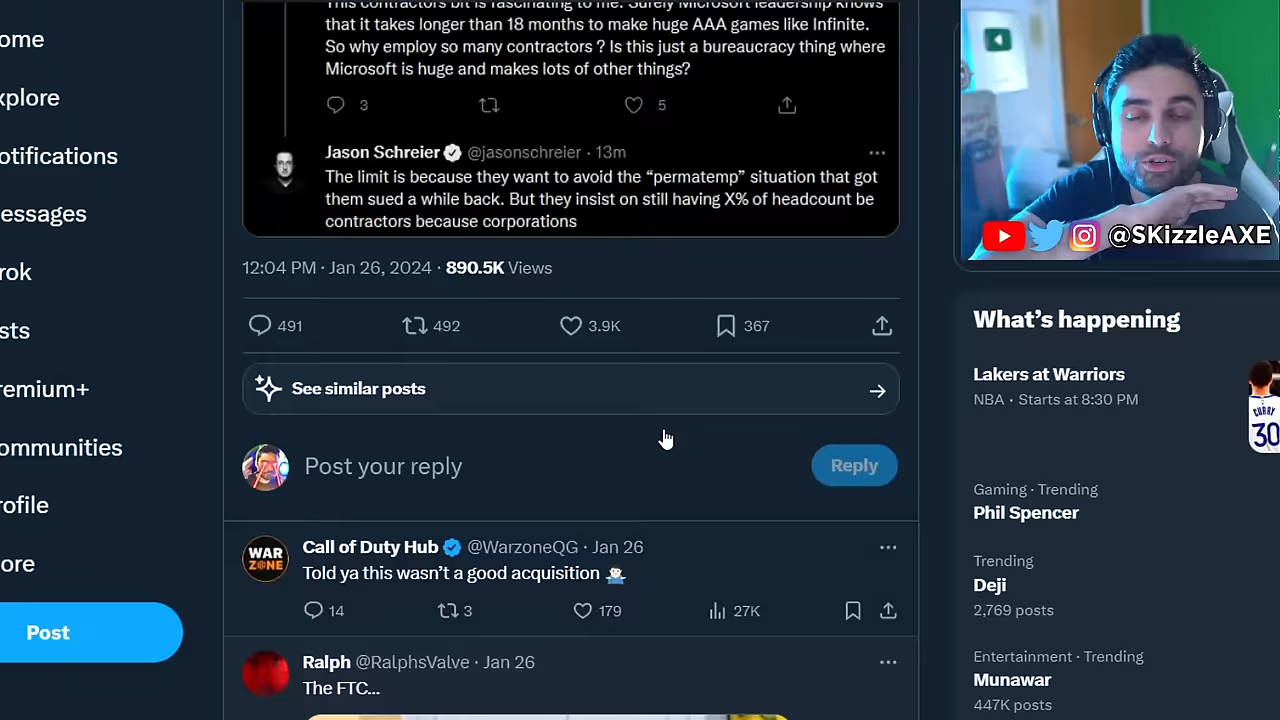 ome
xplore
otifications
essages
rok
sts
remium+
ommunities
rofile
ore
Post
This contractors bit is fascinating to me. Surely Microsoft leadership knows
that it takes longer than 18 months to make huge AAA games like Infinite.
So why employ so many contractors ? Is this just a bureaucracy thing where
Microsoft is huge and makes lots of other things?
3 5
Jason Schreier @jasonschreier · 13m
The limit is because they want to avoid the “permatemp” situation that got
them sued a while back. But they insist on still having X% of headcount be
contractors because corporations
12:04 PM · Jan 26, 2024 · 890.5K Views
491 492 3.9K 367
See similar posts
Post your reply
Reply
WAR
ZONE
Call of Duty Hub @WarzoneQG · Jan 26
Told ya this wasn’t a good acquisition
14 3 179 27K
Ralph @RalphsValve · Jan 26
The FTC...
@SKizzleAXE
What’s happening
Lakers at Warriors
NBA · Starts at 8:30 PM
CURRY
30
Gaming · Trending
Phil Spencer
Trending
Deji
2,769 posts
Entertainment · Trending
Munawar
447K posts